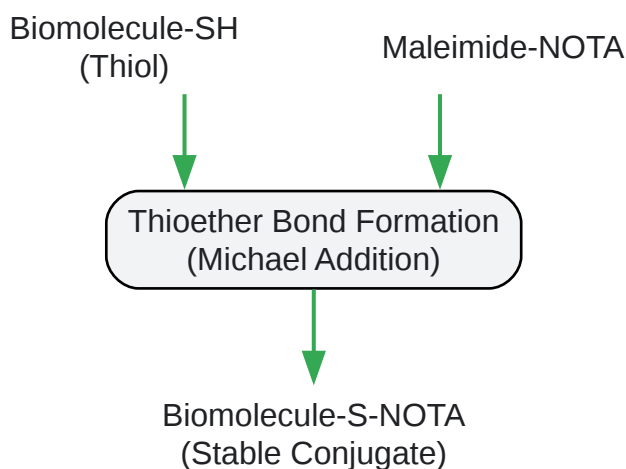 Biomolecule-SH
(Thiol)
Maleimide-NOTA
Thioether Bond Formation
(Michael Addition)
Biomolecule-S-NOTA
(Stable Conjugate)